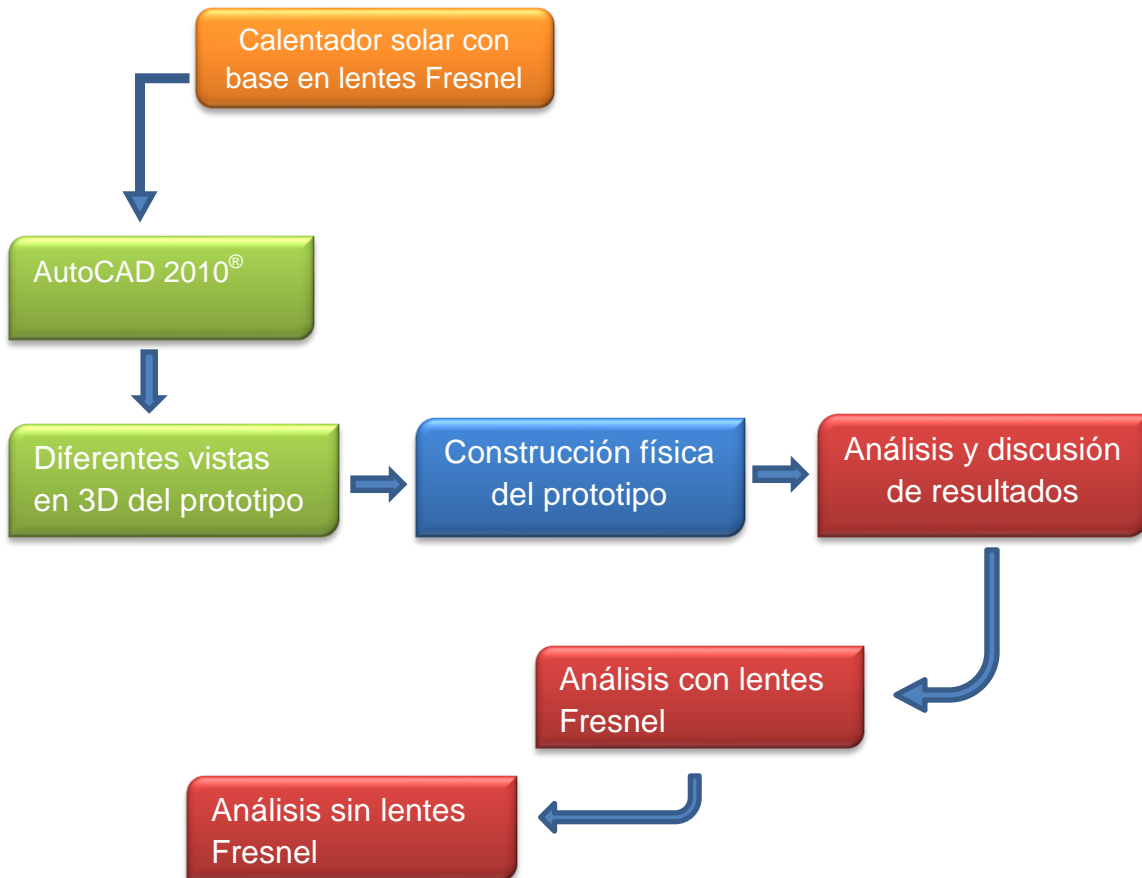 Calentador solar con
base en lentes Fresnel
AutoCAD 2010®
Diferentes vistas
en 3D del prototipo
Construcción física
del prototipo
Análisis y discusión
de resultados
Análisis con lentes
Fresnel
Análisis sin lentes
Fresnel